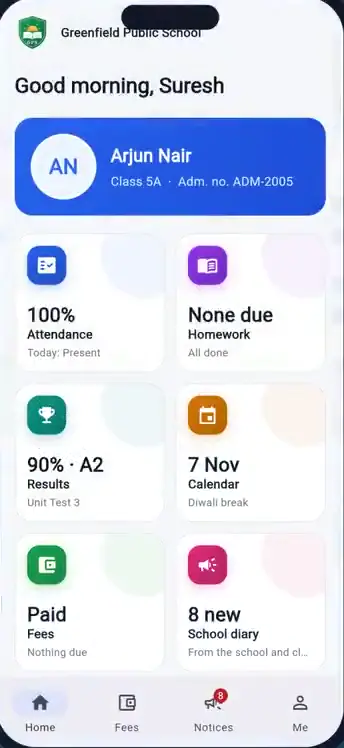 Greenfield Public School
Good morning, Suresh
AN
Arjun Nair
Class 5A · Adm. no. ADM-2005
100%
Attendance
Today: Present
None due
Homework
All done
90% · A2
Results
Unit Test 3
7 Nov
Calendar
Diwali break
Paid
Fees
Nothing due
8 new
School diary
From the school and cl...
8
Home
Fees
Notices
Me